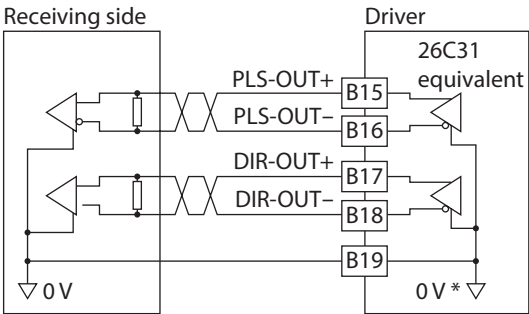 Receiving side
Driver
26C31
equivalent
PLS-OUT+
B15
PLS-OUT−
B16
DIR-OUT+
B17
DIR-OUT−
B18
B19
0 V
0 V *